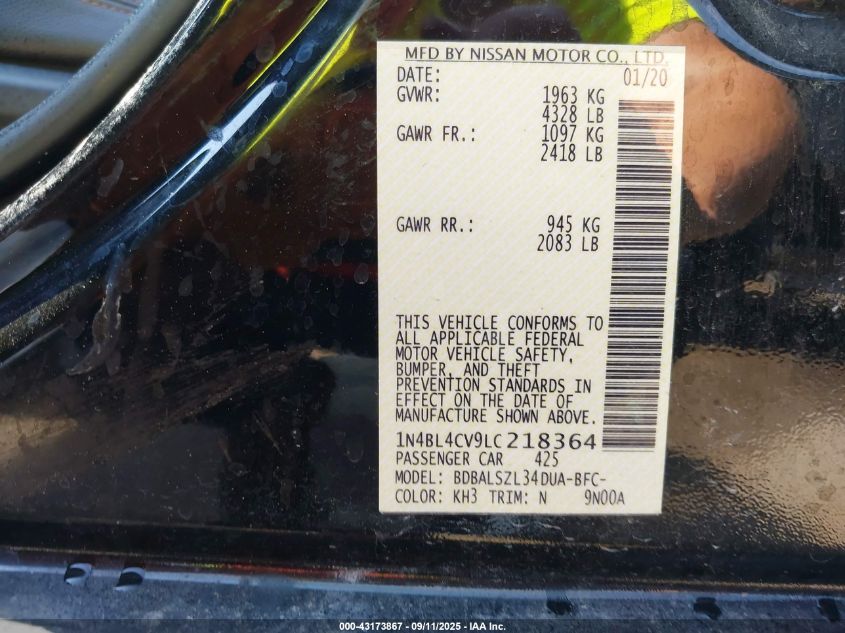 MFD BY NISSAN MOTOR CO., LTD.
DATE: 01/20
GVWR: 1963 KG
4328 LB
GAWR FR.: 1097 KG
2418 LB
GAWR RR.: 945 KG
2083 LB
THIS VEHICLE CONFORMS TO
ALL APPLICABLE FEDERAL
MOTOR VEHICLE SAFETY,
BUMPER, AND THEFT
PREVENTION STANDARDS IN
EFFECT ON THE DATE OF
MANUFACTURE SHOWN ABOVE.
1N4BL4CV9LC218364
PASSENGER CAR 425
MODEL: BDBALSZL34DUA-BFC-
COLOR: KH3 TRIM: N 9N00A
000-43173867 - 09/11/2025 - IAA Inc.